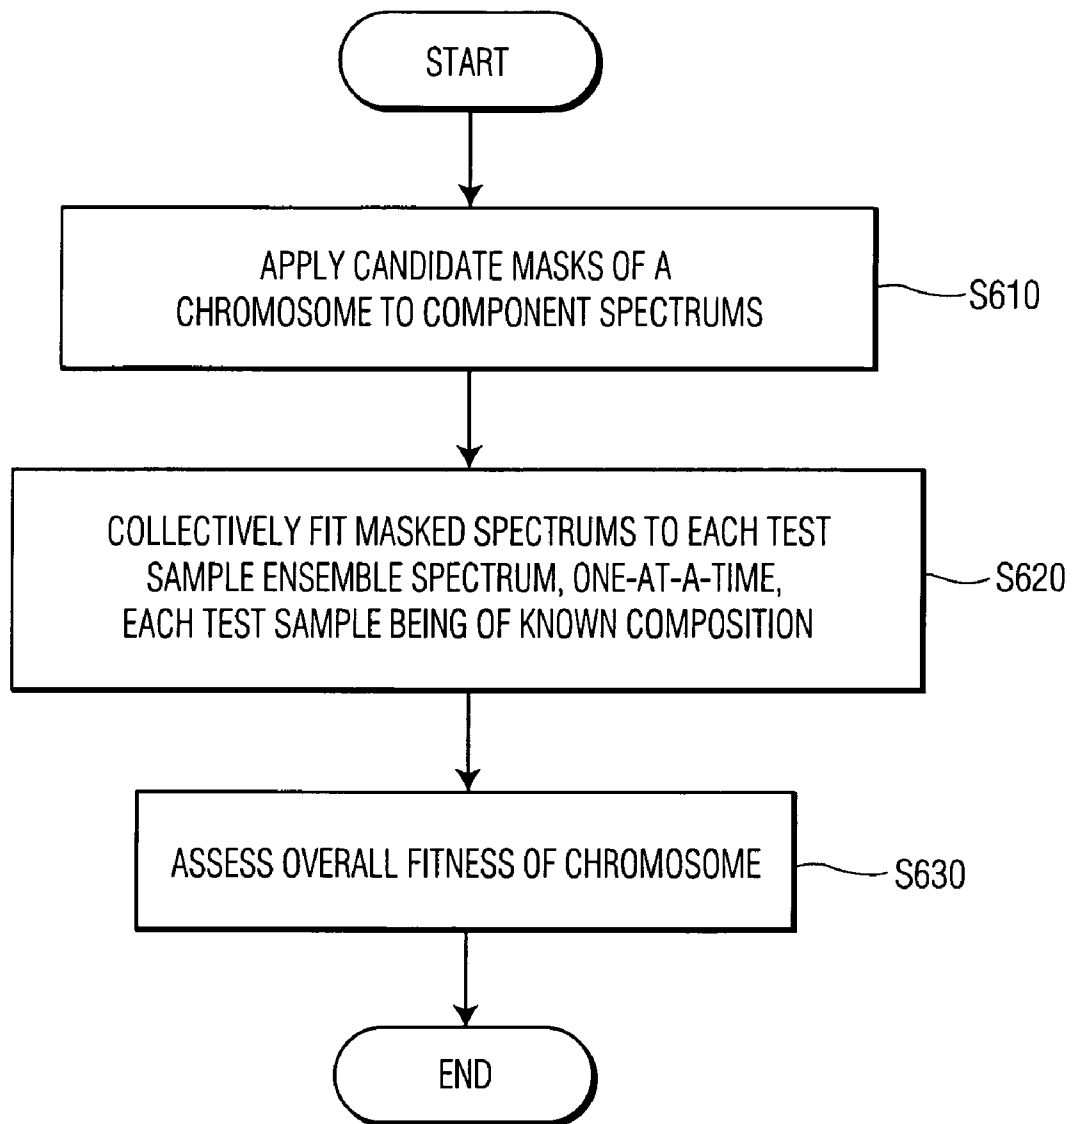 START
APPLY CANDIDATE MASKS OF A
CHROMOSOME TO COMPONENT SPECTRUMS
S610
COLLECTIVELY FIT MASKED SPECTRUMS TO EACH TEST
SAMPLE ENSEMBLE SPECTRUM, ONE-AT-A-TIME,
EACH TEST SAMPLE BEING OF KNOWN COMPOSITION
S620
ASSESS OVERALL FITNESS OF CHROMOSOME
S630
END